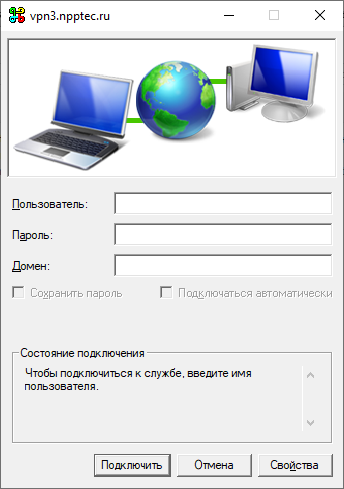 vpn3.npptec.ru
Пользователь:
Пароль:
Домен:
Сохранить пароль
Подключаться автоматически
Состояние подключения
Чтобы подключиться к службе, введите имя
пользователя.
Подключить
Отмена
Свойства